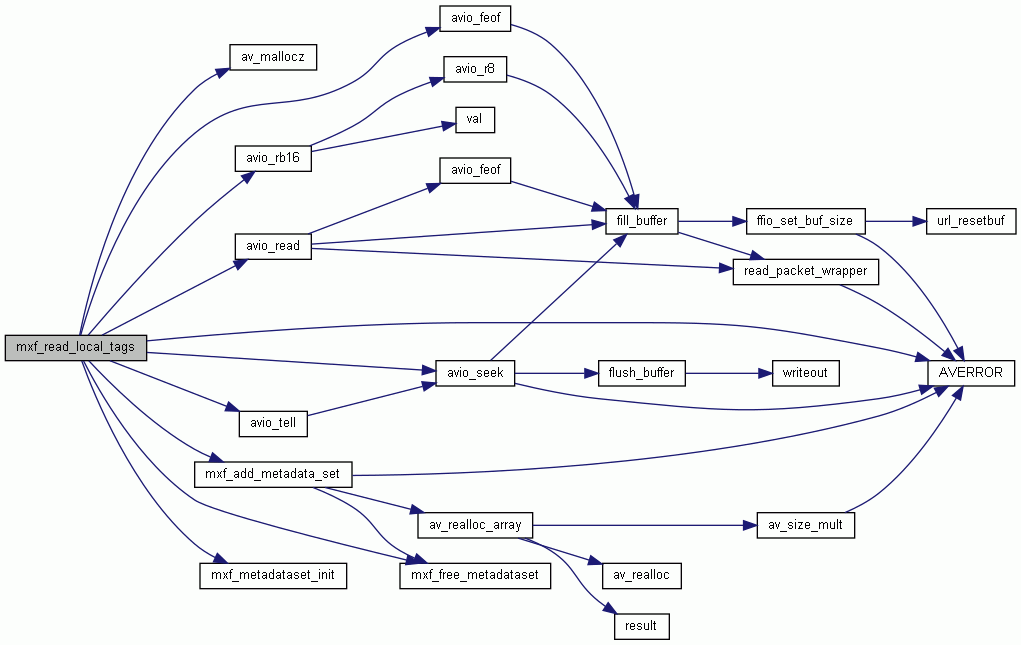 avio_feof
av_mallocz
avio_r8
val
avio_rb16
avio_feof
fill_buffer
ffio_set_buf_size
url_resetbuf
avio_read
read_packet_wrapper
mxf_read_local_tags
avio_seek
flush_buffer
writeout
AVERROR
avio_tell
mxf_add_metadata_set
av_realloc_array
av_size_mult
mxf_metadataset_init
mxf_free_metadataset
av_realloc
result